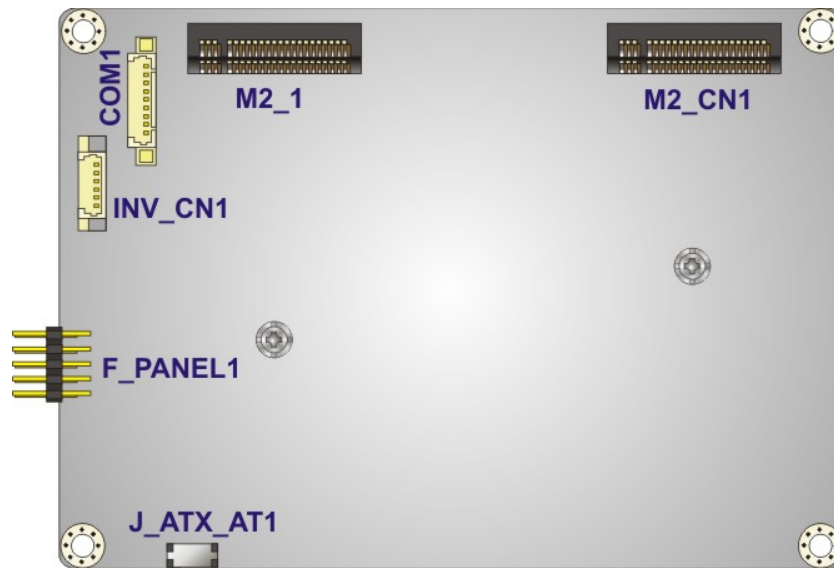 COM1
M2_1
M2_CN1
INV_CN1
F_PANEL1
J_ATX_AT1